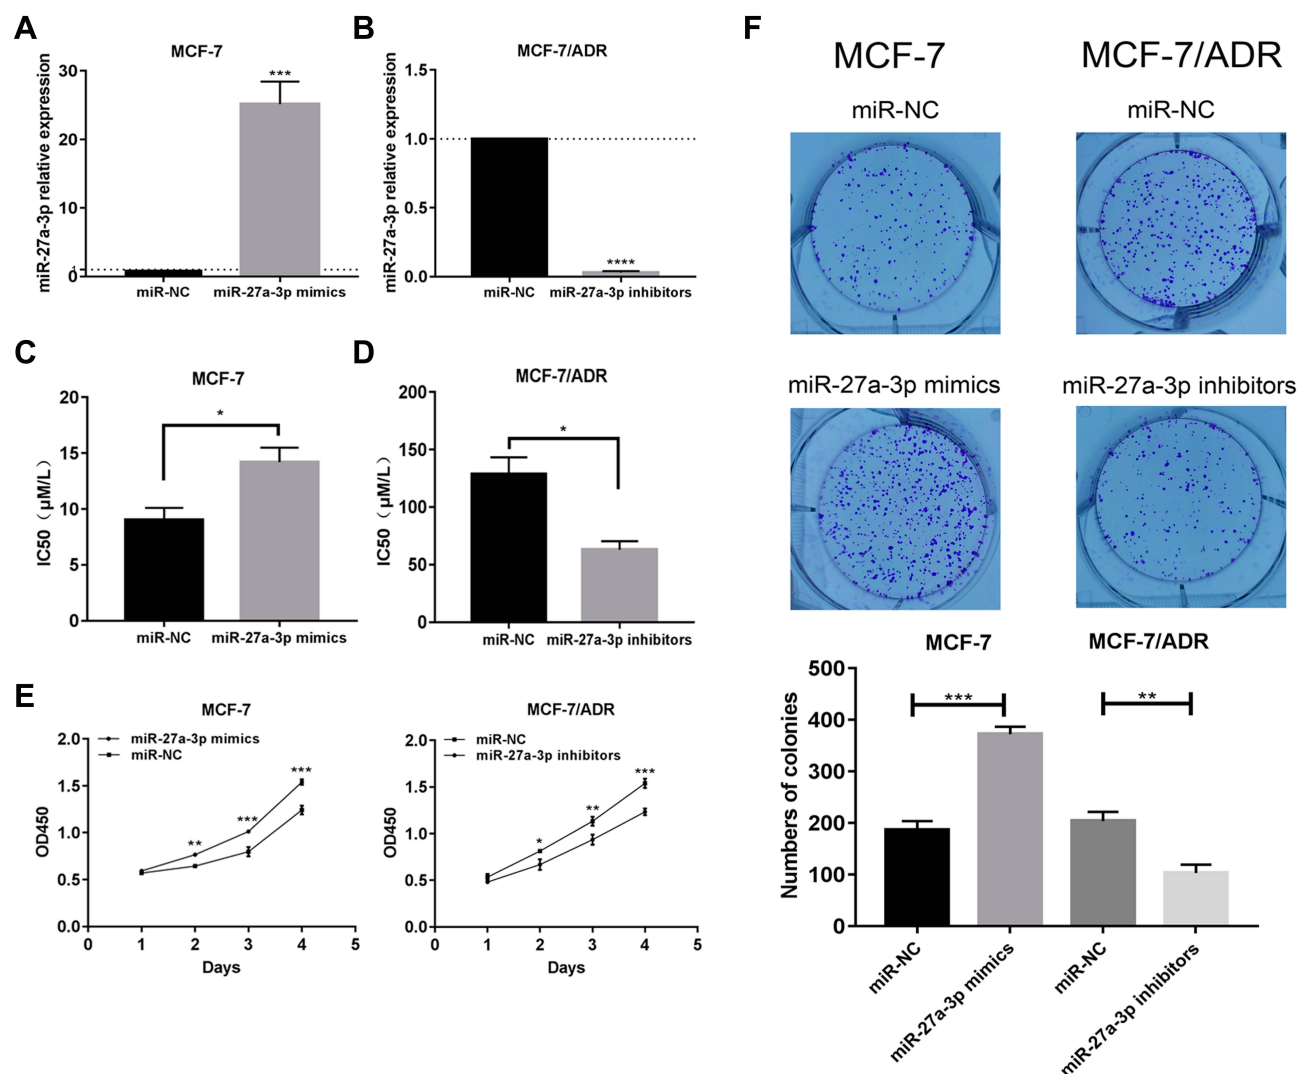 A
MCF-7
miR-27a-3p relative expression
30
20
10
1
0
***
miR-NC
miR-27a-3p mimics
B
MCF-7/ADR
miR-27a-3p relative expression
1.5
1.0
0.5
0.0
****
miR-NC
miR-27a-3p inhibitors
C
MCF-7
IC50（μM/L）
20
15
10
5
0
*
miR-NC
miR-27a-3p mimics
D
MCF-7/ADR
IC50（μM/L）
200
150
100
50
0
*
miR-NC
miR-27a-3p inhibitors
E
MCF-7
miR-27a-3p mimics
miR-NC
OD450
2.0
1.5
1.0
0.5
0.0
**
***
***
0 1 2 3 4 5
Days
MCF-7/ADR
miR-NC
miR-27a-3p inhibitors
OD450
2.0
1.5
1.0
0.5
0.0
*
**
***
0 1 2 3 4 5
Days
F
MCF-7
MCF-7/ADR
miR-NC
miR-NC
miR-27a-3p mimics
miR-27a-3p inhibitors
MCF-7
MCF-7/ADR
Numbers of colonies
500
400
300
200
100
0
***
**
miR-NC
miR-27a-3p mimics
miR-NC
miR-27a-3p inhibitors